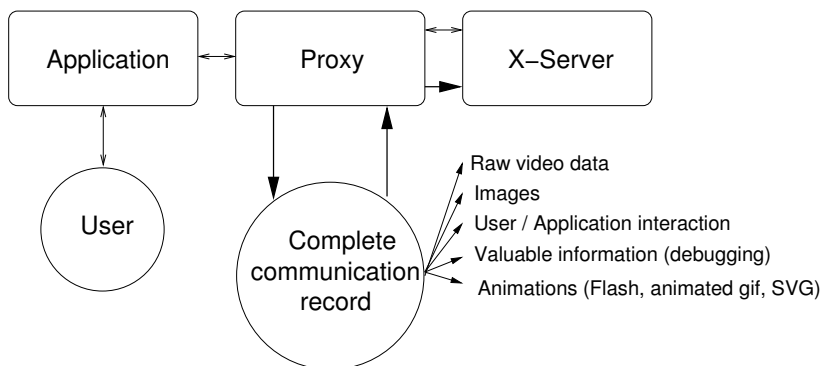 Application
Proxy
X−Server
User
Complete
communication
record
Raw video data
Images
User / Application interaction
Valuable information (debugging)
Animations (Flash, animated gif, SVG)